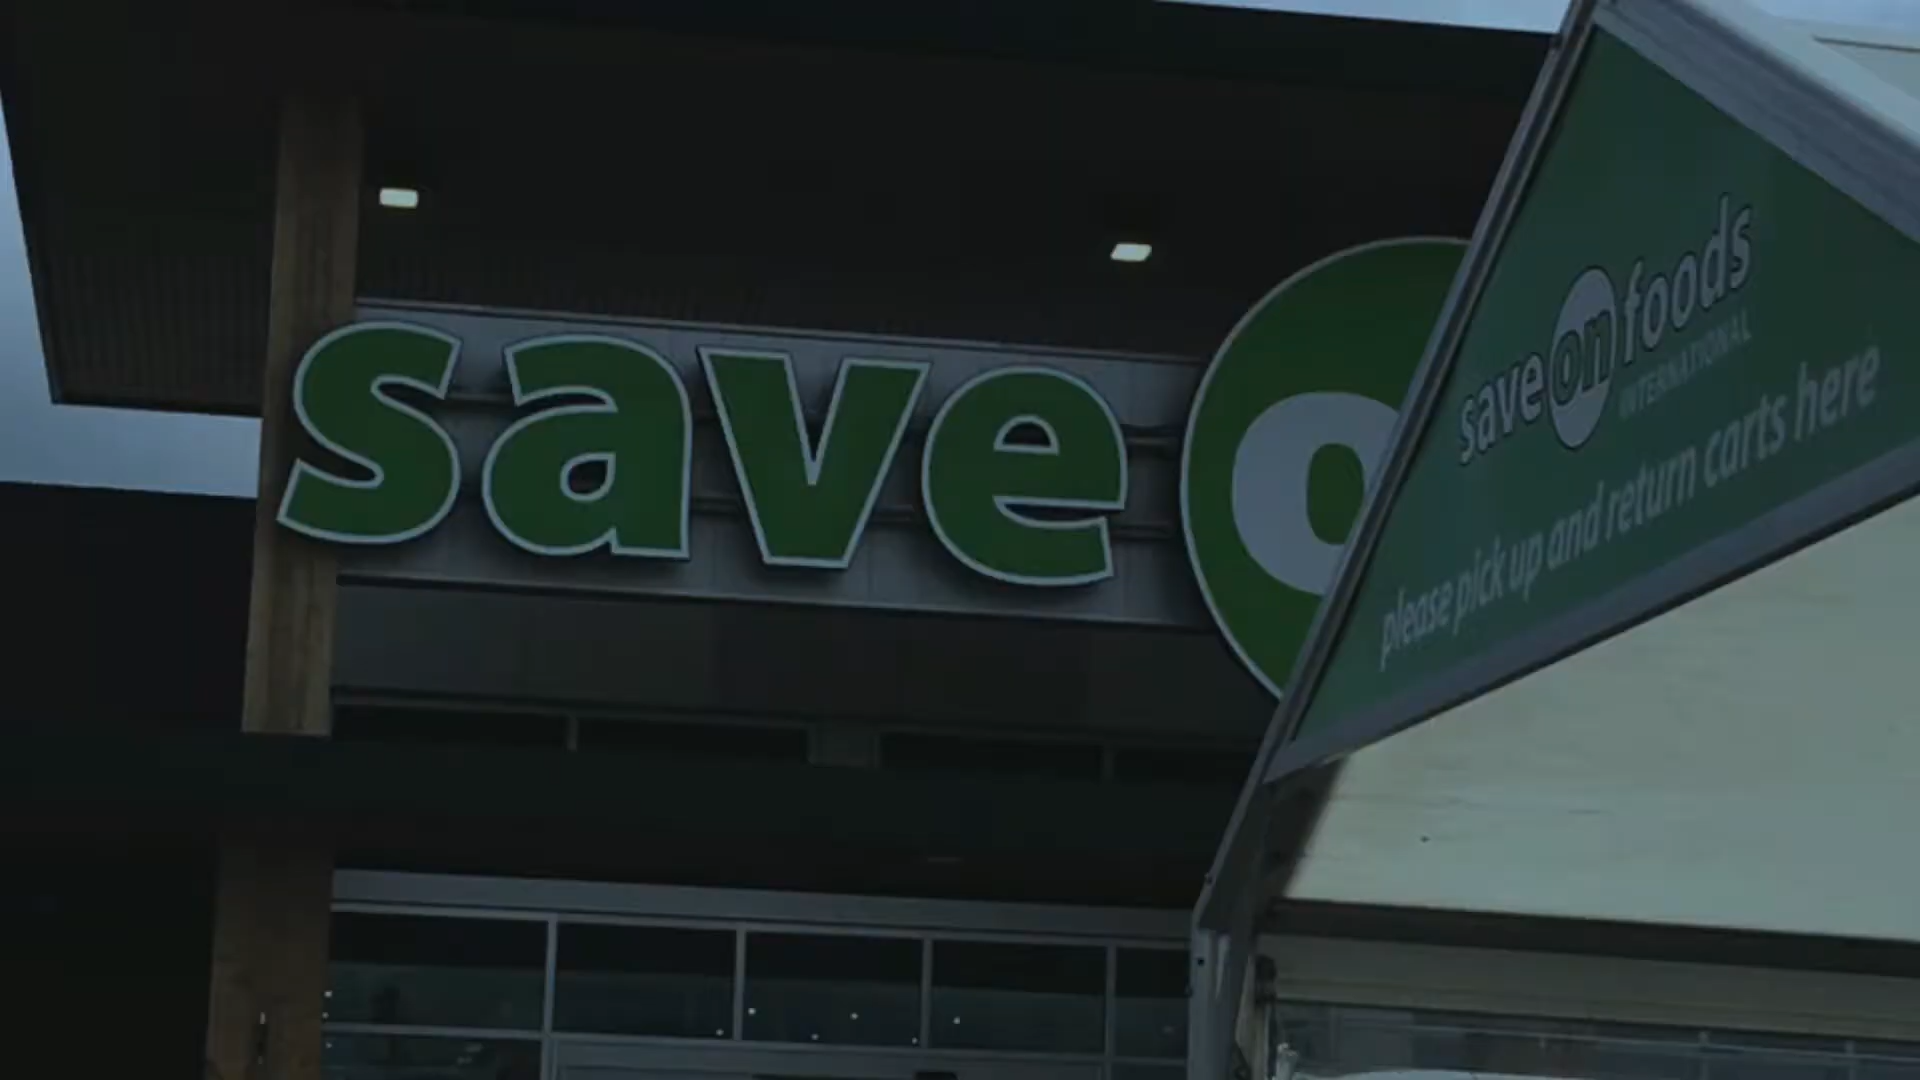 save o
save on foods
INTERNATIONAL
please pick up and return carts here